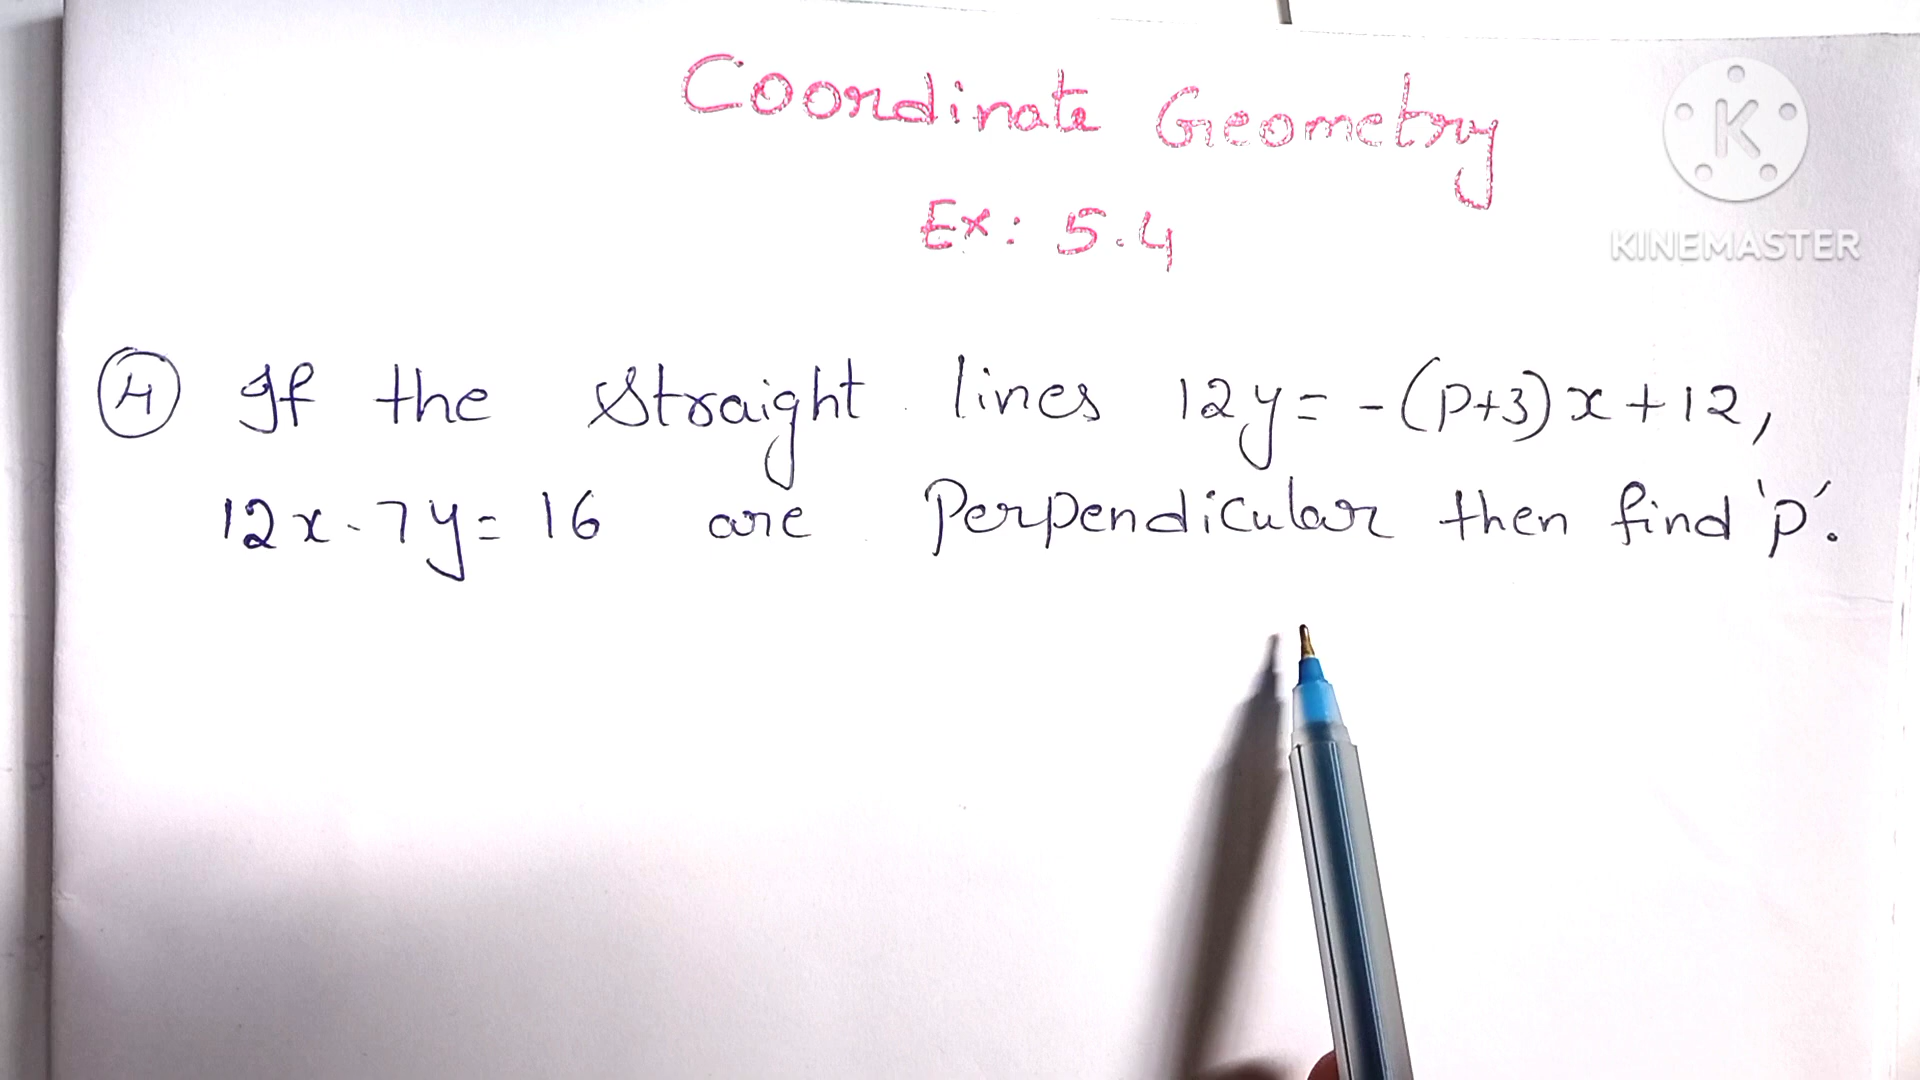 Coordinate Geometry
K
KINEMASTER
Ex: 5.4
4 If the straight lines 12y = -(p+3)x + 12,
12x - 7y = 16 are Perpendicular then find 'p'.